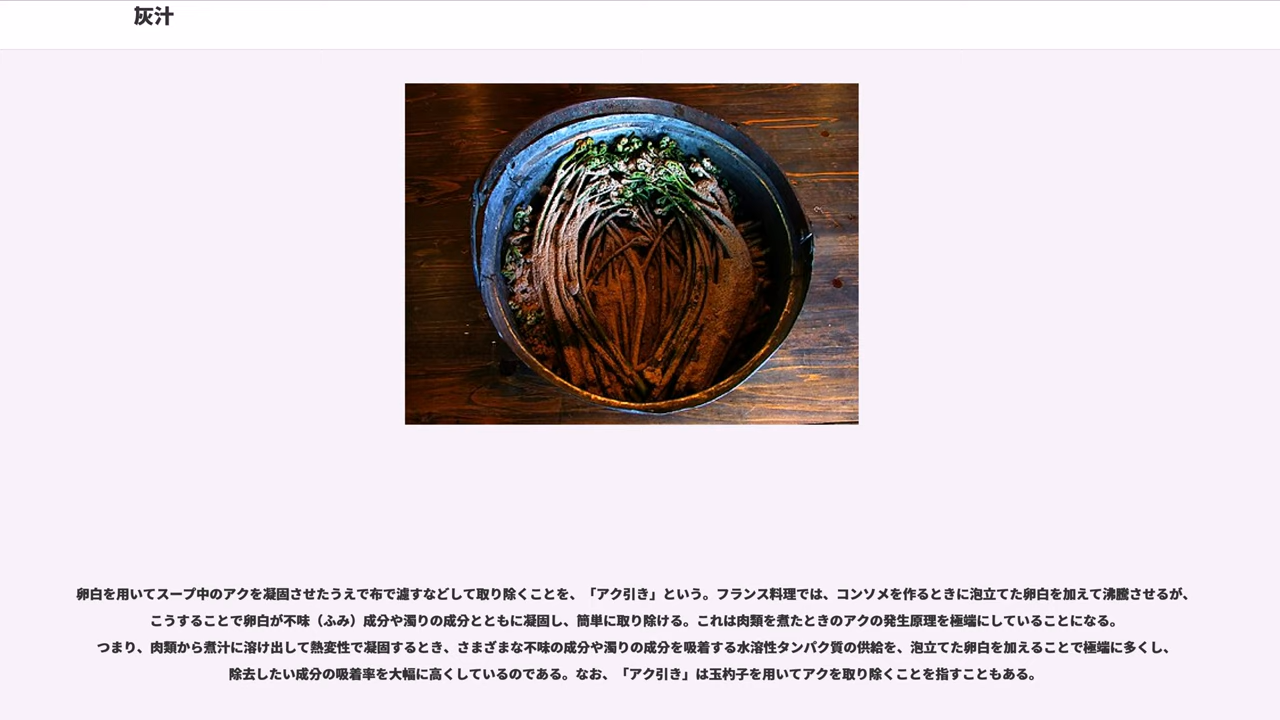 灰汁
卵白を用いてスープ中のアクを凝固させたうえで布で濾すなどして取り除くことを、「アク引き」という。フランス料理では、コンソメを作るときに泡立てた卵白を加えて沸騰させるが、
こうすることで卵白が不味（ふみ）成分や濁りの成分とともに凝固し、簡単に取り除ける。これは肉類を煮たときのアクの発生原理を極端にしていることになる。
つまり、肉類から煮汁に溶け出して熱変性で凝固するとき、さまざまな不味の成分や濁りの成分を吸着する水溶性タンパク質の供給を、泡立てた卵白を加えることで極端に多くし、
除去したい成分の吸着率を大幅に高くしているのである。なお、「アク引き」は玉杓子を用いてアクを取り除くことを指すこともある。